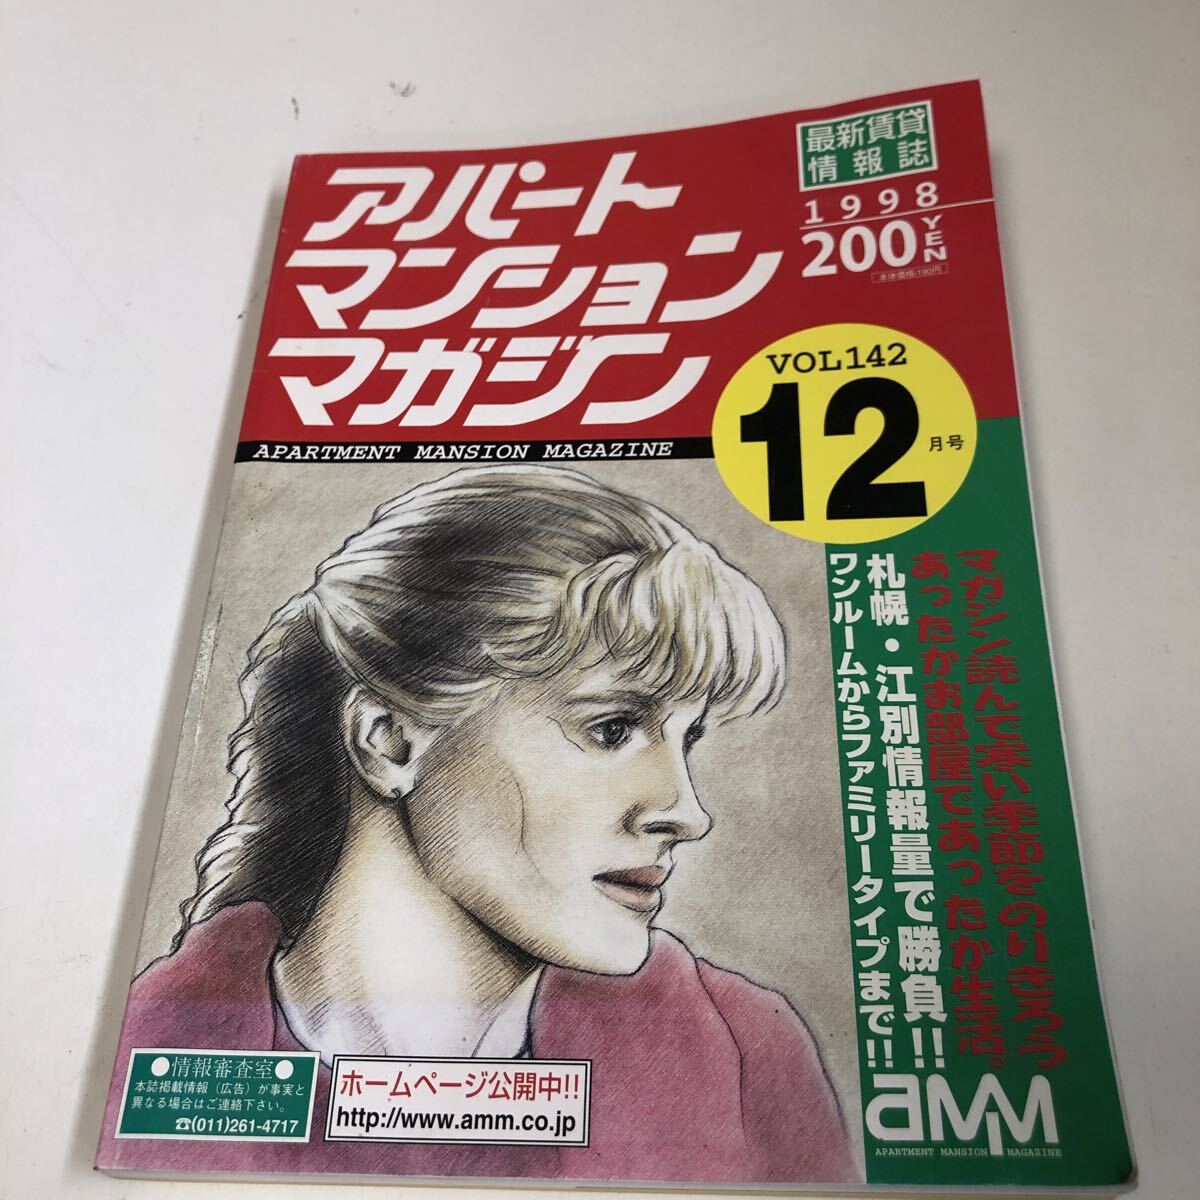 最新賃貸
情報誌
1998
200YEN
本体価格/190円
アパート
マンション
マガジン
APARTMENT MANSION MAGAZINE
VOL142
12月号
マガジン読んで寒い季節をのりきろう
あったかお部屋であったか生活。
札幌・江別情報量で勝負!!
ワンルームからファミリータイプまで!!
●情報審査室●
本誌掲載情報（広告）が事実と
異なる場合はご連絡下さい。
☎(011)261-4717
ホームページ公開中!!
http://www.amm.co.jp
aMM
APARTMENT MANSION MAGAZINE